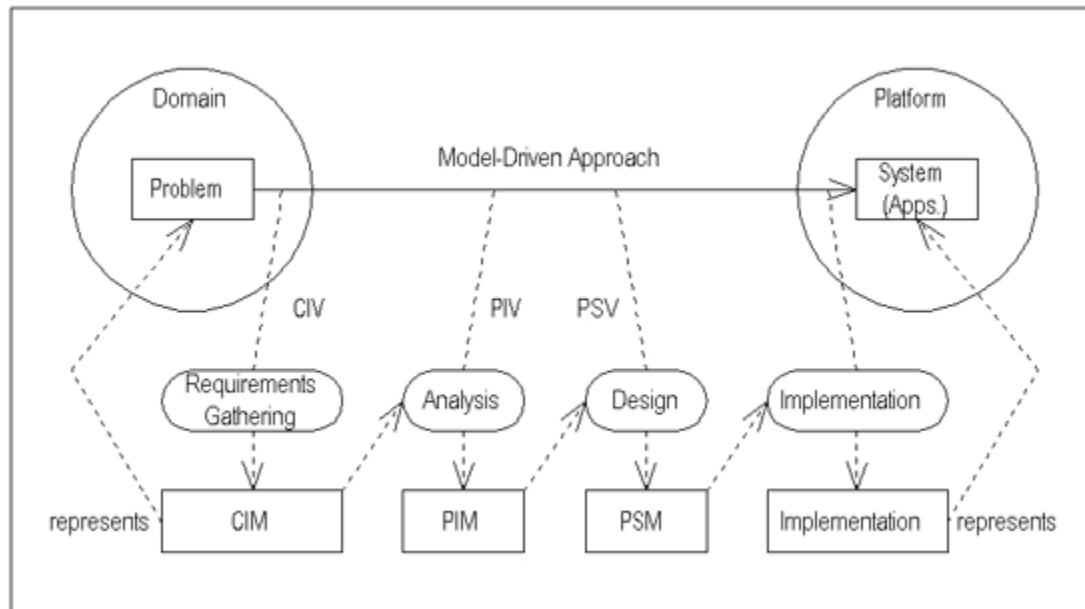 Domain
Platform
Model-Driven Approach
Problem
System
(Apps.)
CIV
PIV
PSV
Requirements
Gathering
Analysis
Design
Implementation
represents
CIM
PIM
PSM
Implementation
represents